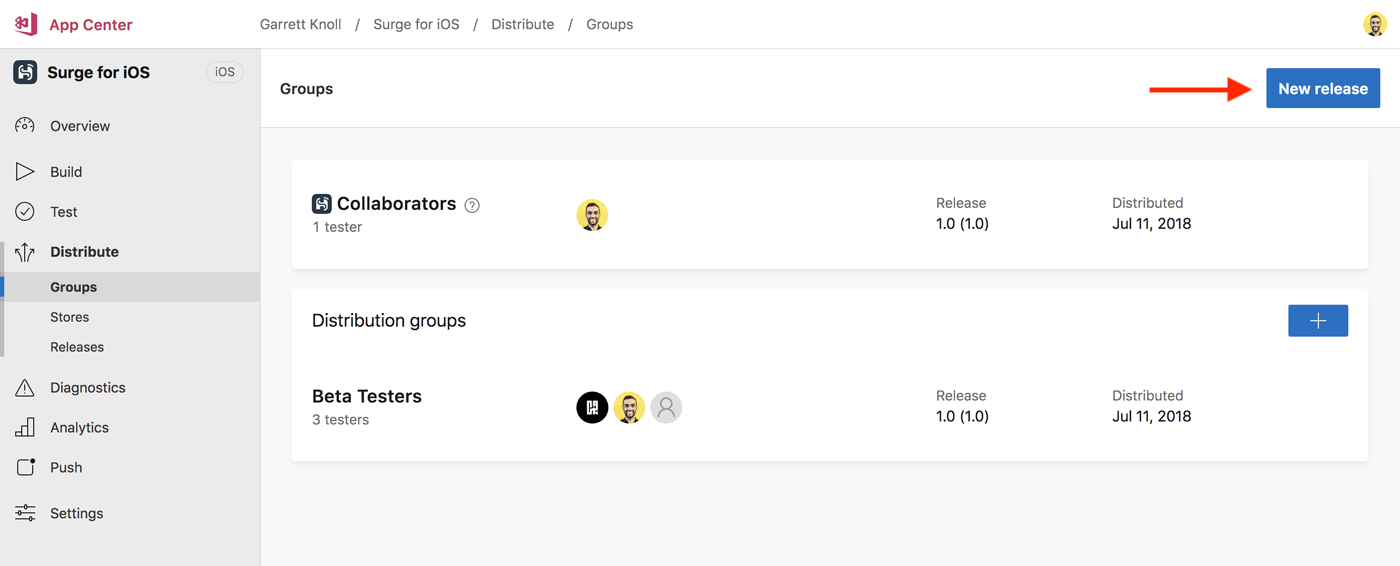 App Center
Garrett Knoll / Surge for iOS / Distribute / Groups
Surge for iOS iOS
Overview
Build
Test
Distribute
Groups
Stores
Releases
Diagnostics
Analytics
Push
Settings
Groups
New release
Collaborators ?
1 tester
Release
1.0 (1.0)
Distributed
Jul 11, 2018
Distribution groups
+
Beta Testers
3 testers
Release
1.0 (1.0)
Distributed
Jul 11, 2018